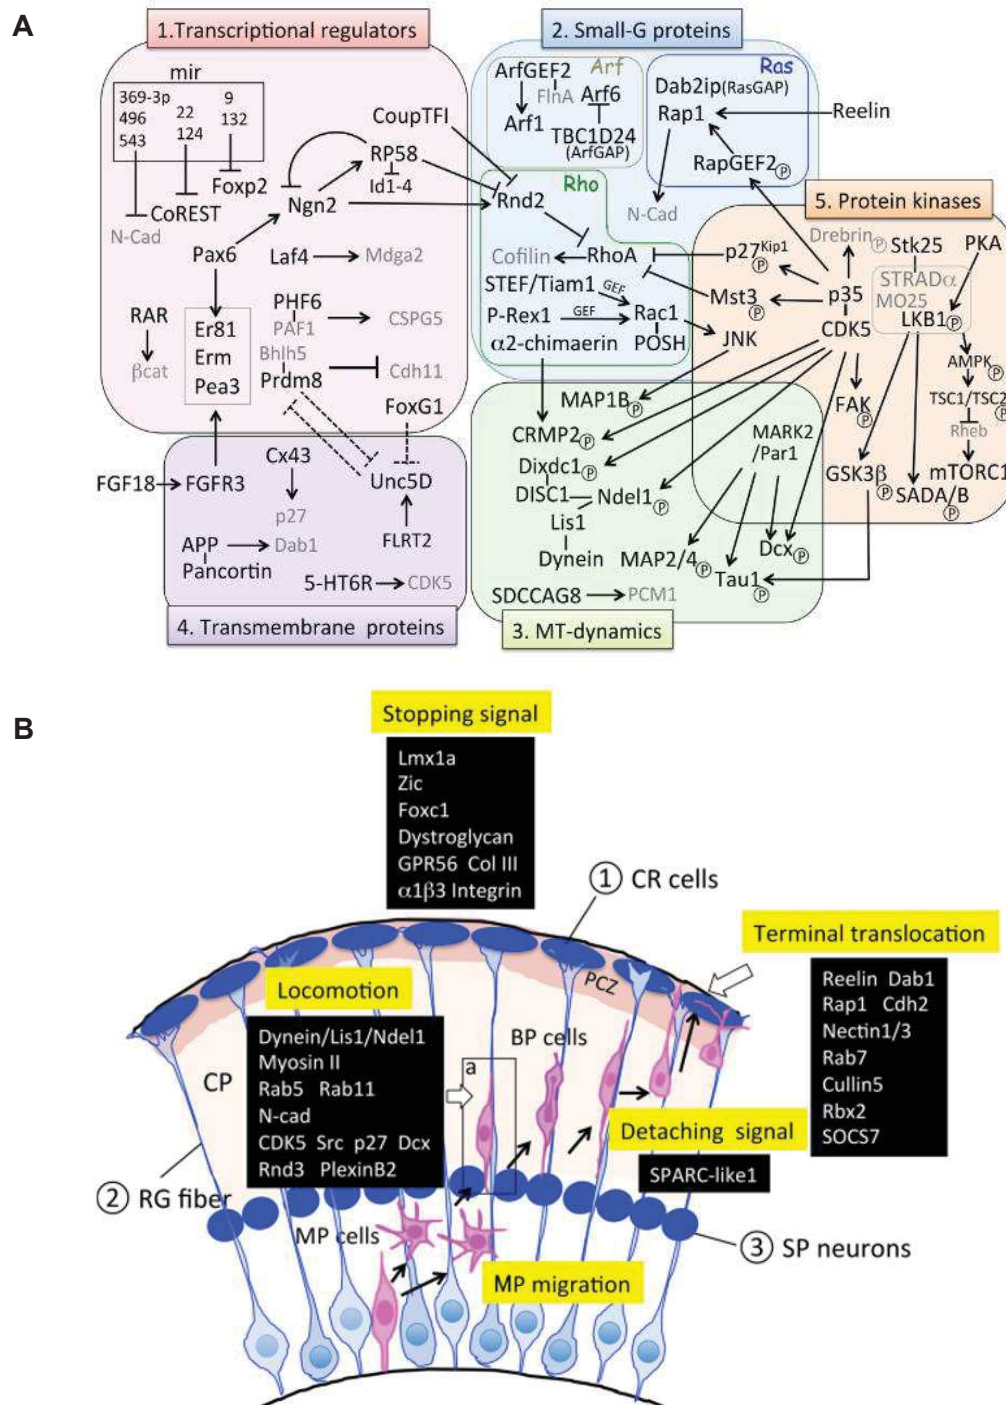 A
1.Transcriptional regulators
2. Small-G proteins
mir
369-3p
496
543
22
124
9
132
Foxp2
CoREST
N-Cad
CoupTFI
RP58
Id1-4
Ngn2
Pax6
Laf4
Mdga2
RAR
βcat
Er81
Erm
Pea3
PHF6
PAF1
CSPG5
Bhlh5
Prdm8
Cdh11
FoxG1
Arf
ArfGEF2
FlnA
Arf6
Arf1
TBC1D24
(ArfGAP)
Ras
Dab2ip(RasGAP)
Rap1
Reelin
RapGEF2 P
N-Cad
Rho
Rnd2
Cofilin
RhoA
STEF/Tiam1
GEF
P-Rex1
GEF
Rac1
α2-chimaerin
POSH
5. Protein kinases
Drebrin P
Stk25
PKA
p27Kip1
P
STRADα
MO25
LKB1 P
p35
Mst3 P
CDK5
JNK
AMPK P
FAK P
TSC1/TSC2
P
Rheb
mTORC1
GSK3β P
SADA/B
P
MARK2
/Par1
MAP1B P
CRMP2 P
Dixdc1 P
DISC1
Ndel1 P
Lis1
Dynein
MAP2/4 P
Dcx P
Tau1 P
SDCCAG8
PCM1
3. MT-dynamics
FGF18
FGFR3
Cx43
p27
Unc5D
APP
Dab1
Pancortin
FLRT2
5-HT6R
CDK5
4. Transmembrane proteins
B
Stopping signal
Lmx1a
Zic
Foxc1
Dystroglycan
GPR56 Col III
α1β3 Integrin
1 CR cells
Terminal translocation
Reelin Dab1
Rap1 Cdh2
Nectin1/3
Rab7
Cullin5
Rbx2
SOCS7
PCZ
Locomotion
Dynein/Lis1/Ndel1
Myosin II
Rab5 Rab11
N-cad
CDK5 Src p27 Dcx
Rnd3 PlexinB2
CP
a
BP cells
Detaching signal
SPARC-like1
2 RG fiber
MP cells
3 SP neurons
MP migration